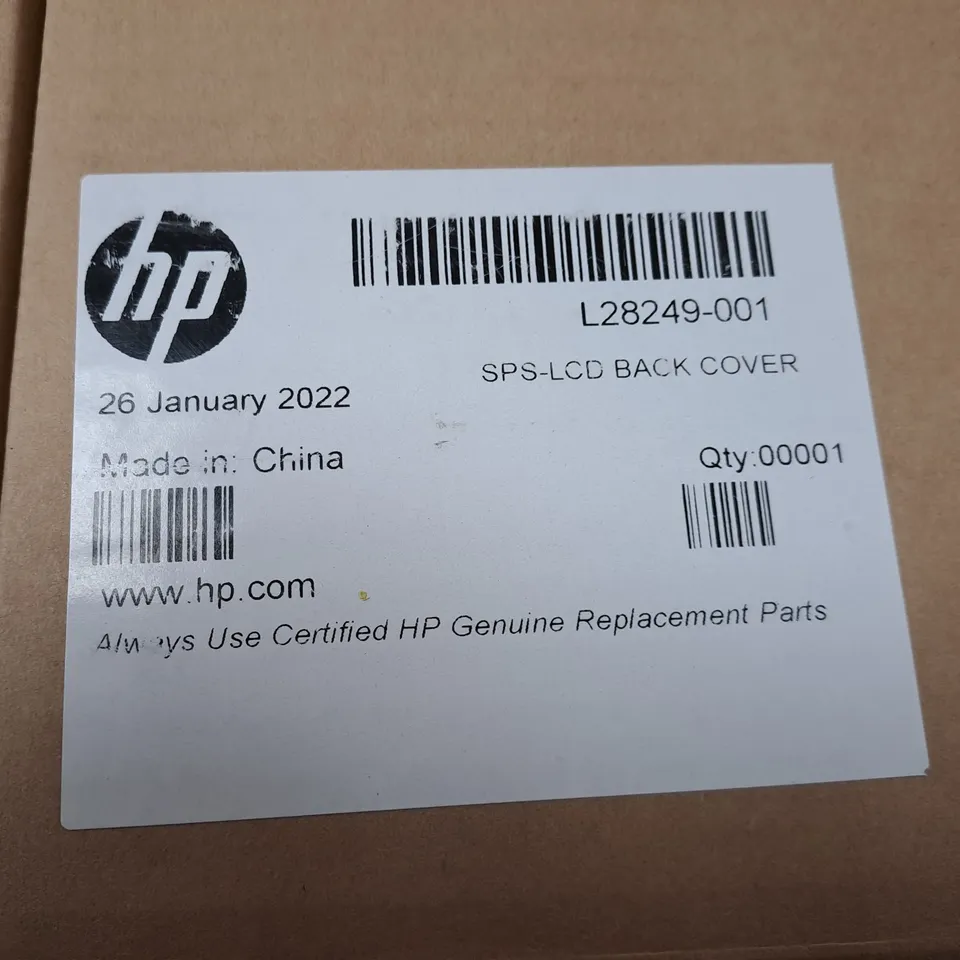 hp
L28249-001
SPS-LCD BACK COVER
26 January 2022
Made in: China
Qty:00001
www.hp.com
Always Use Certified HP Genuine Replacement Parts